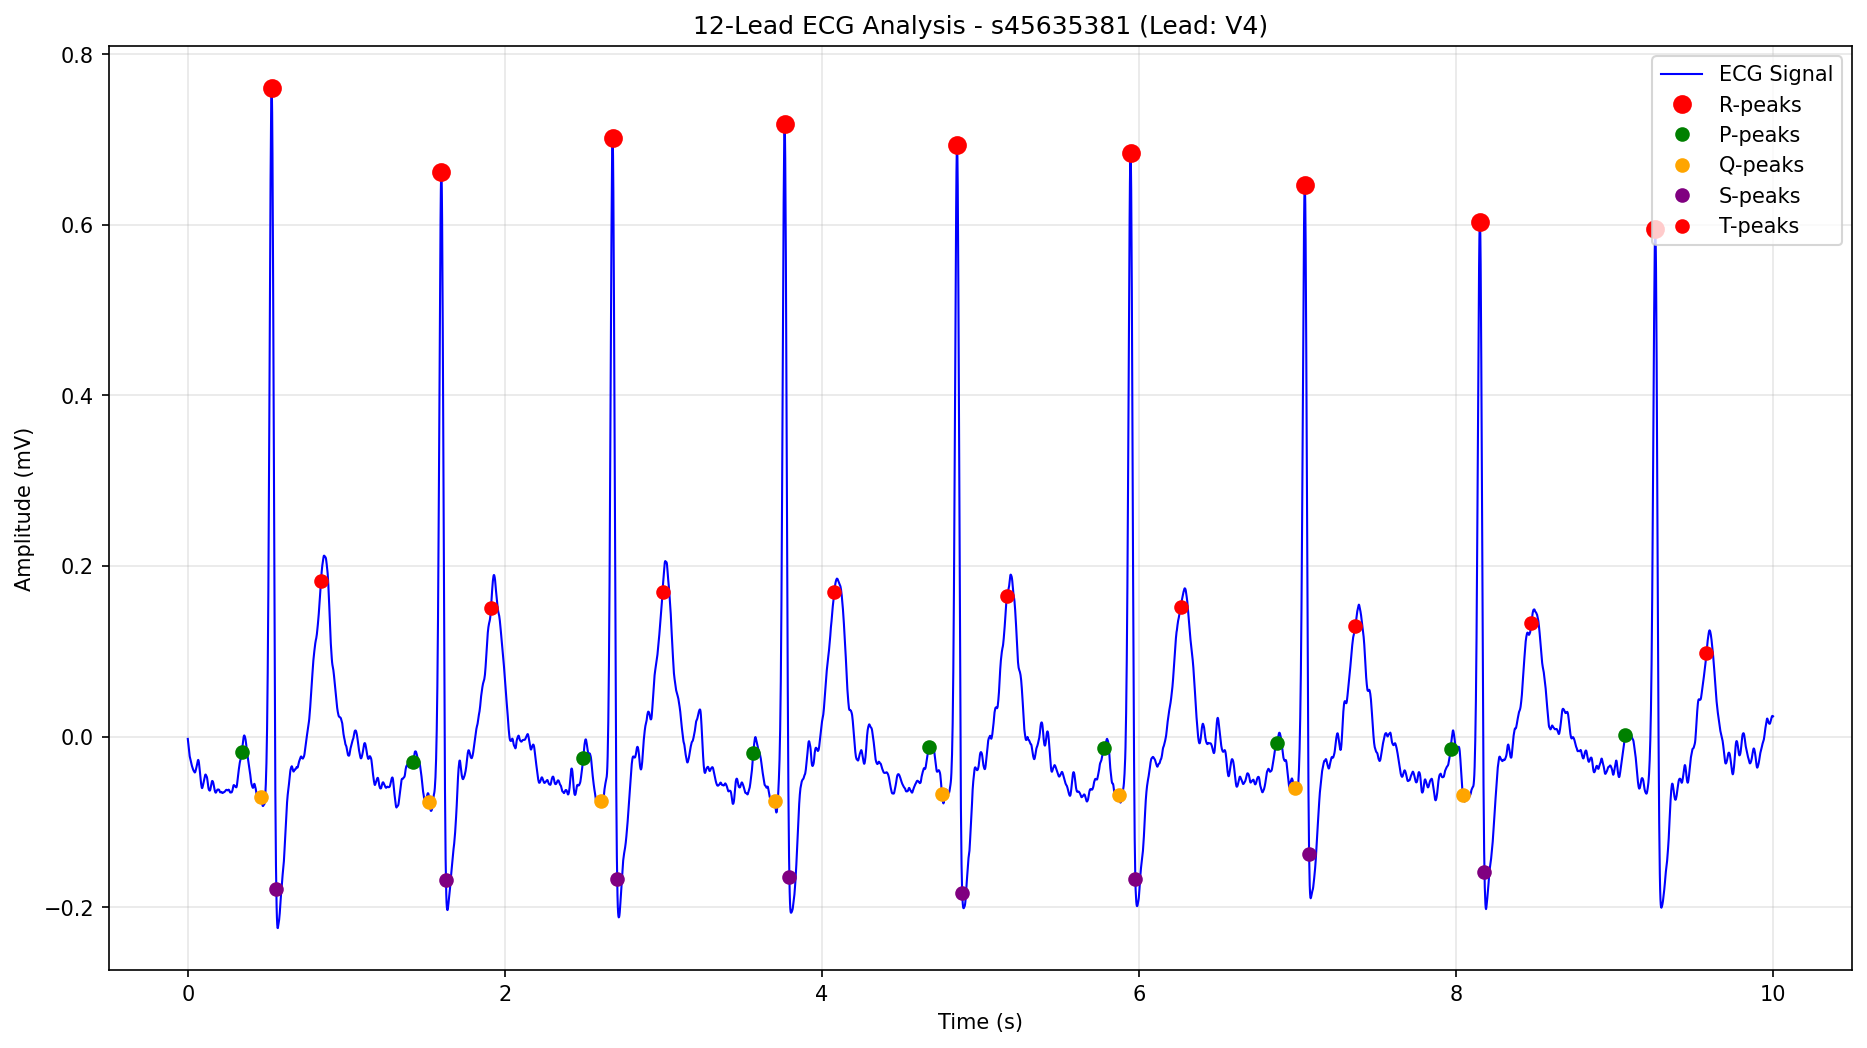 12-Lead ECG Analysis - s45635381 (Lead: V4)
ECG Signal
R-peaks
P-peaks
Q-peaks
S-peaks
T-peaks
Amplitude (mV)
0.8
0.6
0.4
0.2
0.0
−0.2
0
2
4
6
8
10
Time (s)